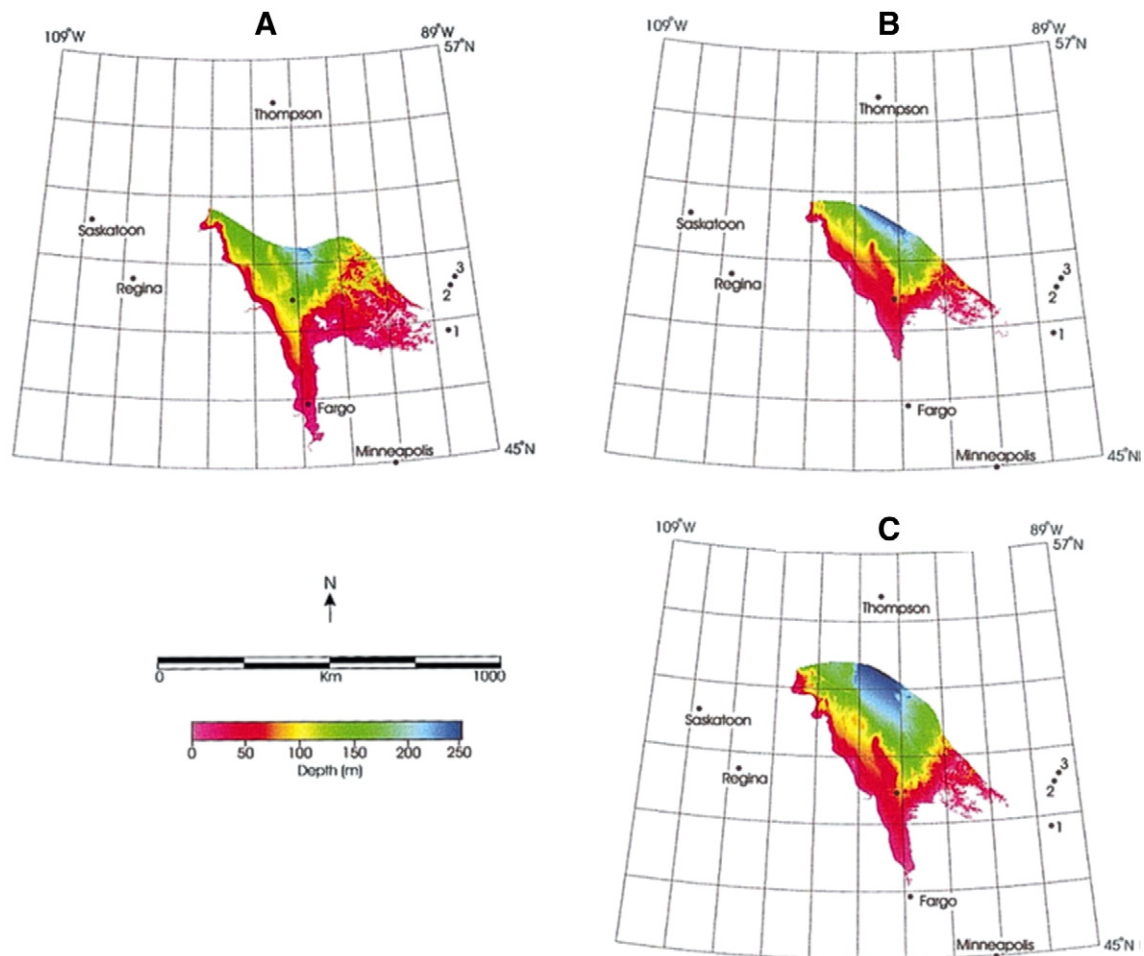 A
109°W
89°W
57°N
Thompson
Saskatoon
Regina
3
2
1
Fargo
Minneapolis
45°N
B
109°W
89°W
57°N
Thompson
Saskatoon
Regina
3
2
1
Fargo
Minneapolis
45°N
N
0 Km 1000
0 50 100 150 200 250
Depth (m)
C
109°W
89°W
57°N
Thompson
Saskatoon
Regina
3
2
1
Fargo
Minneapolis
45°N